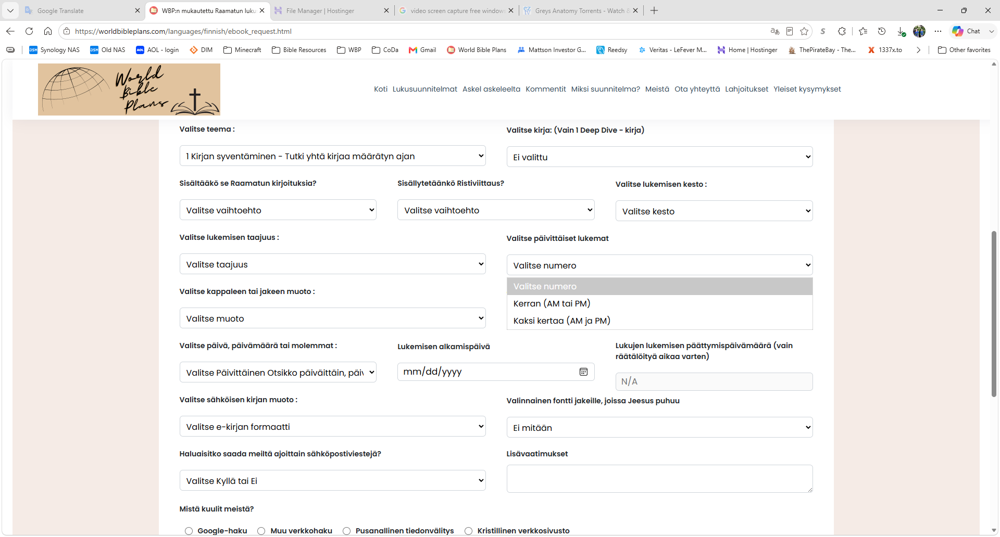 Google Translate
WBP:n mukautettu Raamatun luku
File Manager | Hostinger
video screen capture free windows
Greys Anatomy Torrents - Watch &
https://worldbibleplans.com/languages/finnish/ebook_request.html
Chat
Synology NAS
Old NAS
AOL - login
DIM
Minecraft
Bible Resources
WBP
CoDa
Gmail
World Bible Plans
Mattson Investor G...
Reedsy
Veritas - LeFever M...
Home | Hostinger
ThePirateBay - The...
1337x.to
Other favorites
World
Bible
Plans
Koti Lukusuunnitelmat Askel askeleelta Kommentit Miksi suunnitelma? Meistä Ota yhteyttä Lahjoitukset Yleiset kysymykset
Valitse teema :
Valitse kirja: (Vain 1 Deep Dive - kirja)
1 Kirjan syventäminen - Tutki yhtä kirjaa määrätyn ajan
Ei valittu
Sisältääkö se Raamatun kirjoituksia?
Sisällytetäänkö Ristiviittaus?
Valitse lukemisen kesto :
Valitse vaihtoehto
Valitse vaihtoehto
Valitse kesto
Valitse lukemisen taajuus :
Valitse päivittäiset lukemat
Valitse taajuus
Valitse numero
Valitse numero
Kerran (AM tai PM)
Kaksi kertaa (AM ja PM)
Valitse kappaleen tai jakeen muoto :
Valitse muoto
Valitse päivä, päivämäärä tai molemmat :
Lukemisen alkamispäivä
Lukujen lukemisen päättymispäivämäärä (vain
räätälöityä aikaa varten)
Valitse Päivittäinen Otsikko päiväittäin, päiv
mm/dd/yyyy
N/A
Valitse sähköisen kirjan muoto :
Valinnainen fontti jakeille, joissa Jeesus puhuu
Valitse e-kirjan formaatti
Ei mitään
Haluaisitko saada meiltä ajoittain sähköpostiviestejä?
Lisävaatimukset
Valitse Kyllä tai Ei
Mistä kuulit meistä?
Google-haku
Muu verkkohaku
Pusanallinen tiedonvälitys
Kristillinen verkkosivusto